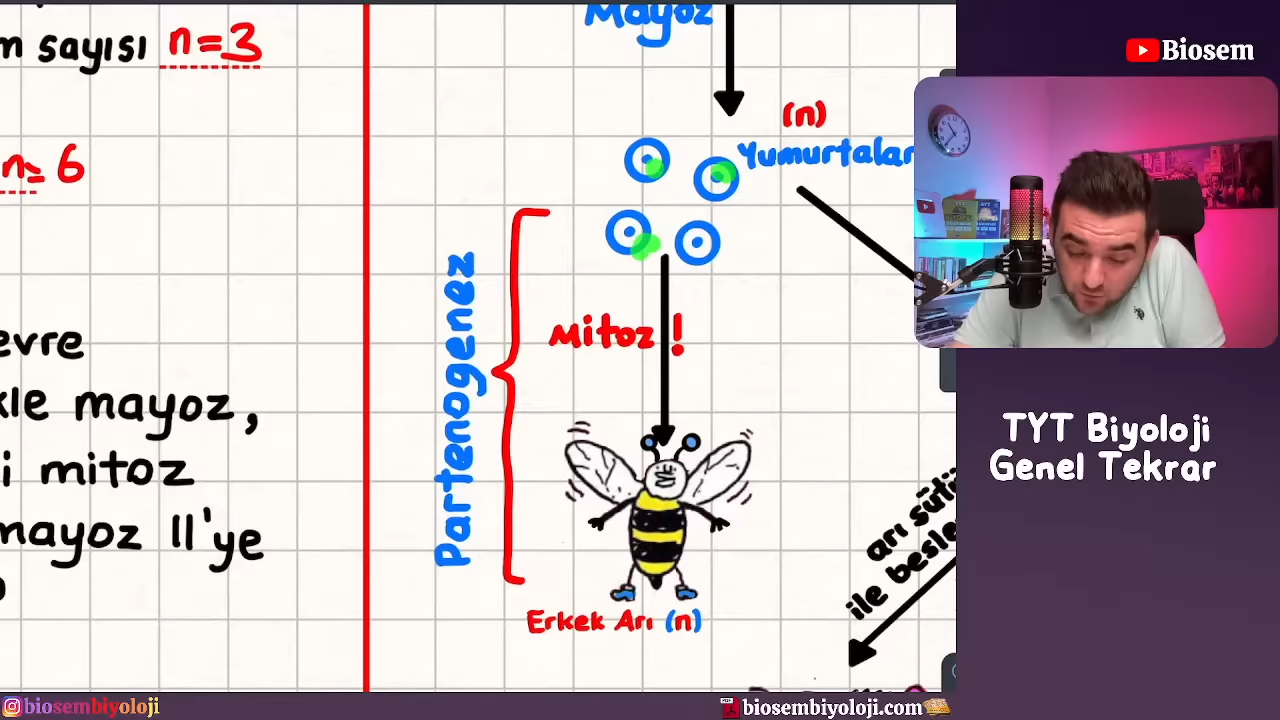 m sayısı n=3
n= 6
evre
kle mayoz,
i mitoz
mayoz II'ye
Mayoz
(n)
Yumurtalar
Partenogenez
Mitoz !
Erkek Arı (n)
arı sütü
ile besle
Biosem
TYT Biyoloji
Genel Tekrar
biosembiyoloji
biosembiyoloji.com